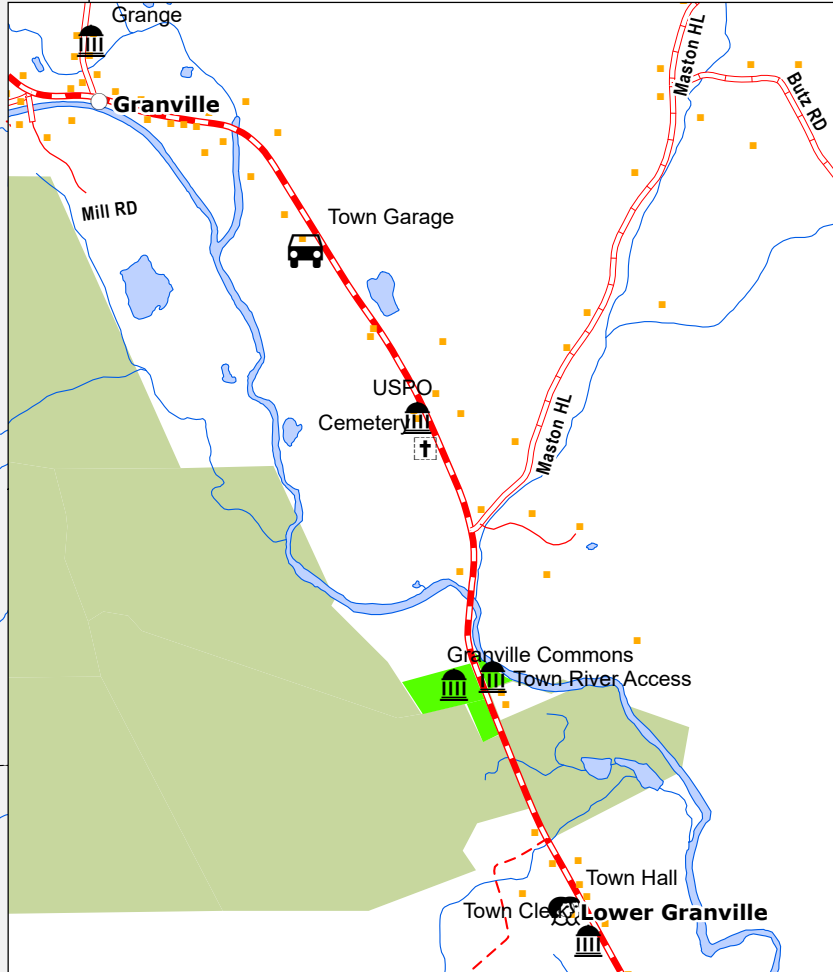 Grange
Maston HL
Butz RD
Granville
Mill RD
Town Garage
USPO
Cemetery
Maston HL
Granville Commons
Town River Access
Town Hall
Town Clerk's
Lower Granville